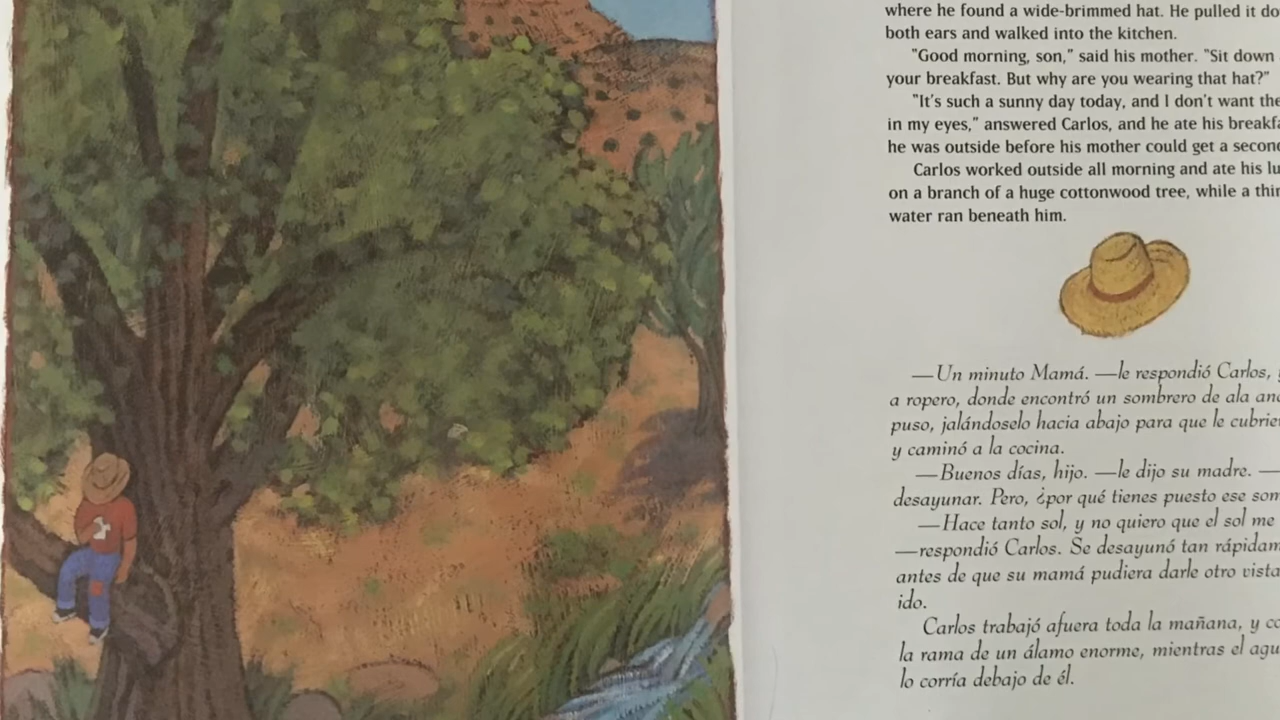 where he found a wide-brimmed hat. He pulled it do
both ears and walked into the kitchen.
"Good morning, son," said his mother. "Sit down
your breakfast. But why are you wearing that hat?"
"It's such a sunny day today, and I don't want the
in my eyes," answered Carlos, and he ate his breakfa
he was outside before his mother could get a second
Carlos worked outside all morning and ate his lu
on a branch of a huge cottonwood tree, while a thin
water ran beneath him.
—Un minuto Mamá. —le respondió Carlos,
a ropero, donde encontró un sombrero de ala anc
puso, jalándoselo hacia abajo para que le cubrie
y caminó a la cocina.
—Buenos días, hijo. —le dijo su madre. —
desayunar. Pero, ¿por qué tienes puesto ese som
—Hace tanto sol, y no quiero que el sol me
—respondió Carlos. Se desayunó tan rápidam
antes de que su mamá pudiera darle otro vista
ido.
Carlos trabajó afuera toda la mañana, y co
la rama de un álamo enorme, mientras el agu
lo corría debajo de él.